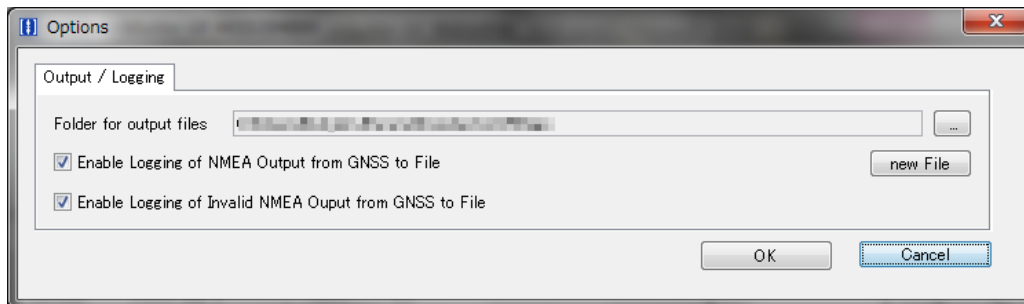 Options
Output / Logging
Folder for output files
...
Enable Logging of NMEA Output from GNSS to File
new File
Enable Logging of Invalid NMEA Ouput from GNSS to File
OK
Cancel